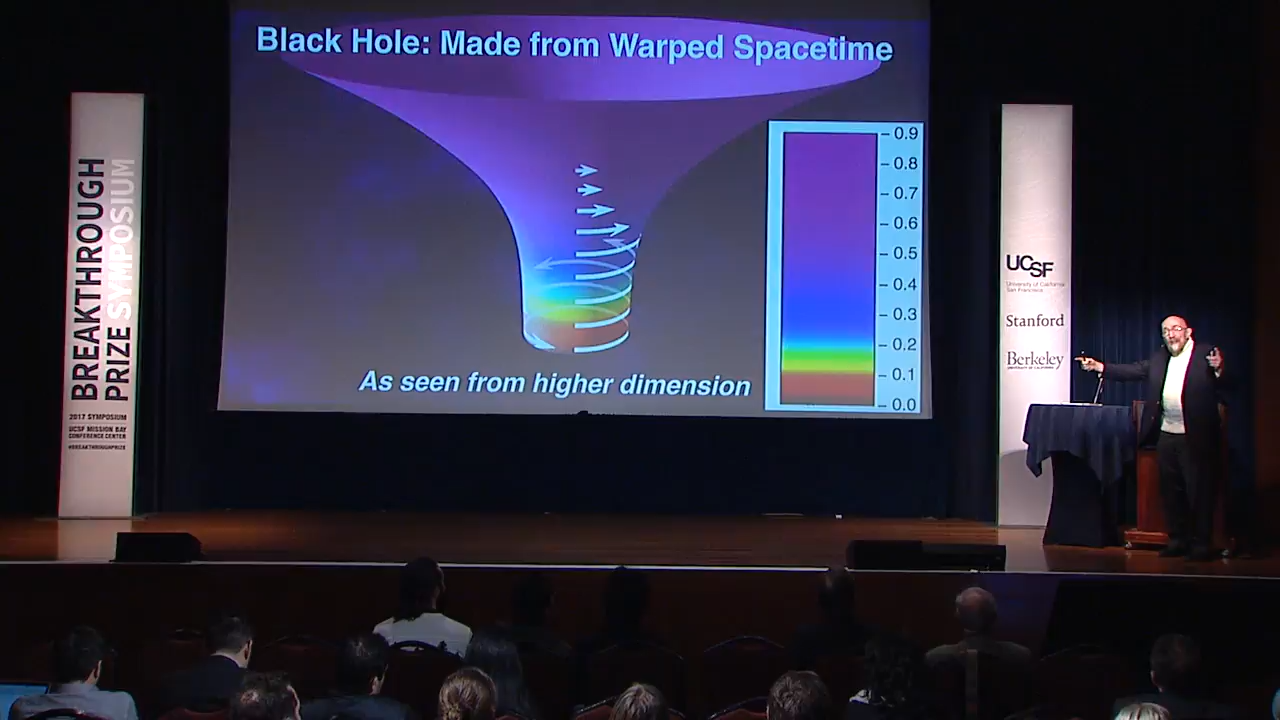 Black Hole: Made from Warped Spacetime
0.9
0.8
0.7
0.6
0.5
0.4
0.3
0.2
0.1
0.0
As seen from higher dimension
BREAKTHROUGH
PRIZE SYMPOSIUM
2017 SYMPOSIUM
UCSF MISSION BAY
CONFERENCE CENTER
#BREAKTHROUGHPRIZE
UCSF
University of California
San Francisco
Stanford
Berkeley
UNIVERSITY OF CALIFORNIA